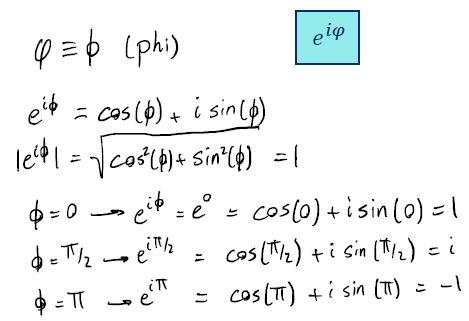 φ ≡ ϕ (phi)
e^{iφ}
e^{iϕ} = cos(ϕ) + i sin(ϕ)
|e^{iϕ}| = √(cos²(ϕ) + sin²(ϕ)) = 1
ϕ = 0 → e^{iϕ} = e^0 = cos(0) + i sin(0) = 1
ϕ = π/2 → e^{iπ/2} = cos(π/2) + i sin(π/2) = i
ϕ = π → e^{iπ} = cos(π) + i sin(π) = -1